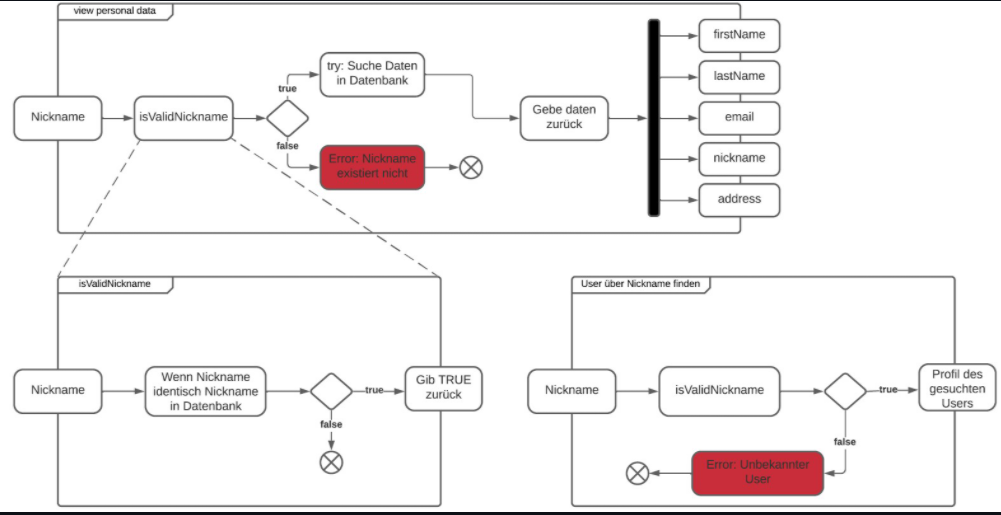 view personal data
Nickname
isValidNickname
true
false
try: Suche Daten
in Datenbank
Error: Nickname
existiert nicht
Gebe daten
zurück
firstName
lastName
email
nickname
address
isValidNickname
Nickname
Wenn Nickname
identisch Nickname
in Datenbank
true
false
Gib TRUE
zurück
User über Nickname finden
Nickname
isValidNickname
true
false
Profil des
gesuchten
Users
Error: Unbekannter
User